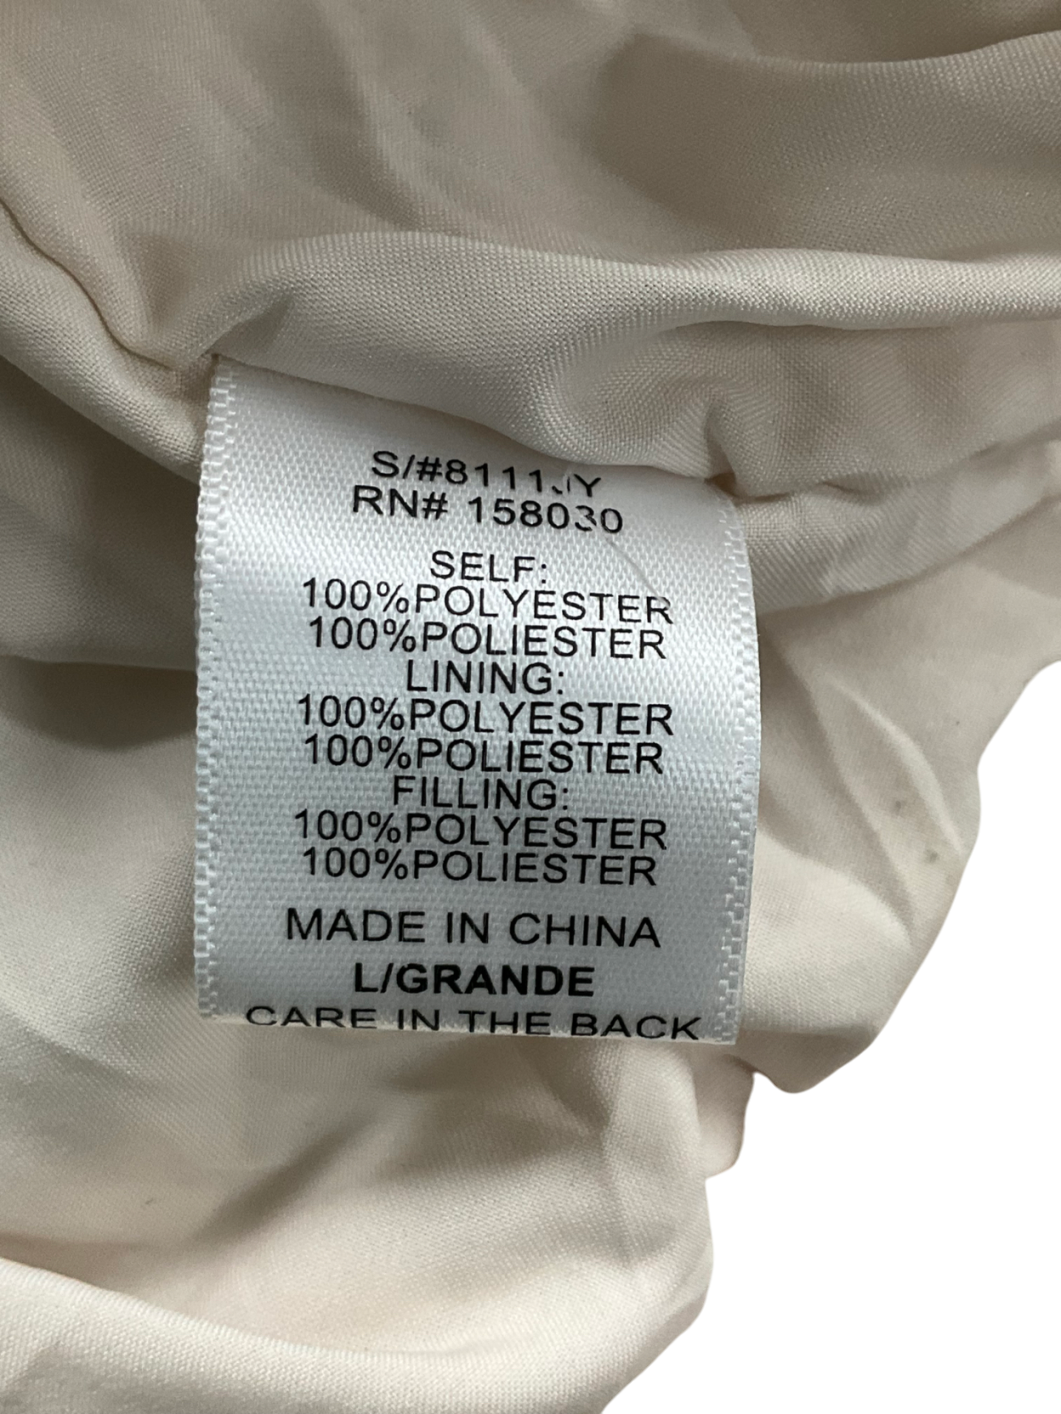 RN# 158030
SELF:
100%POLYESTER
100%POLIESTER
LINING:
100%POLYESTER
100%POLIESTER
FILLING:
100%POLYESTER
100%POLIESTER
MADE IN CHINA
L/GRANDE
CARE IN THE BACK